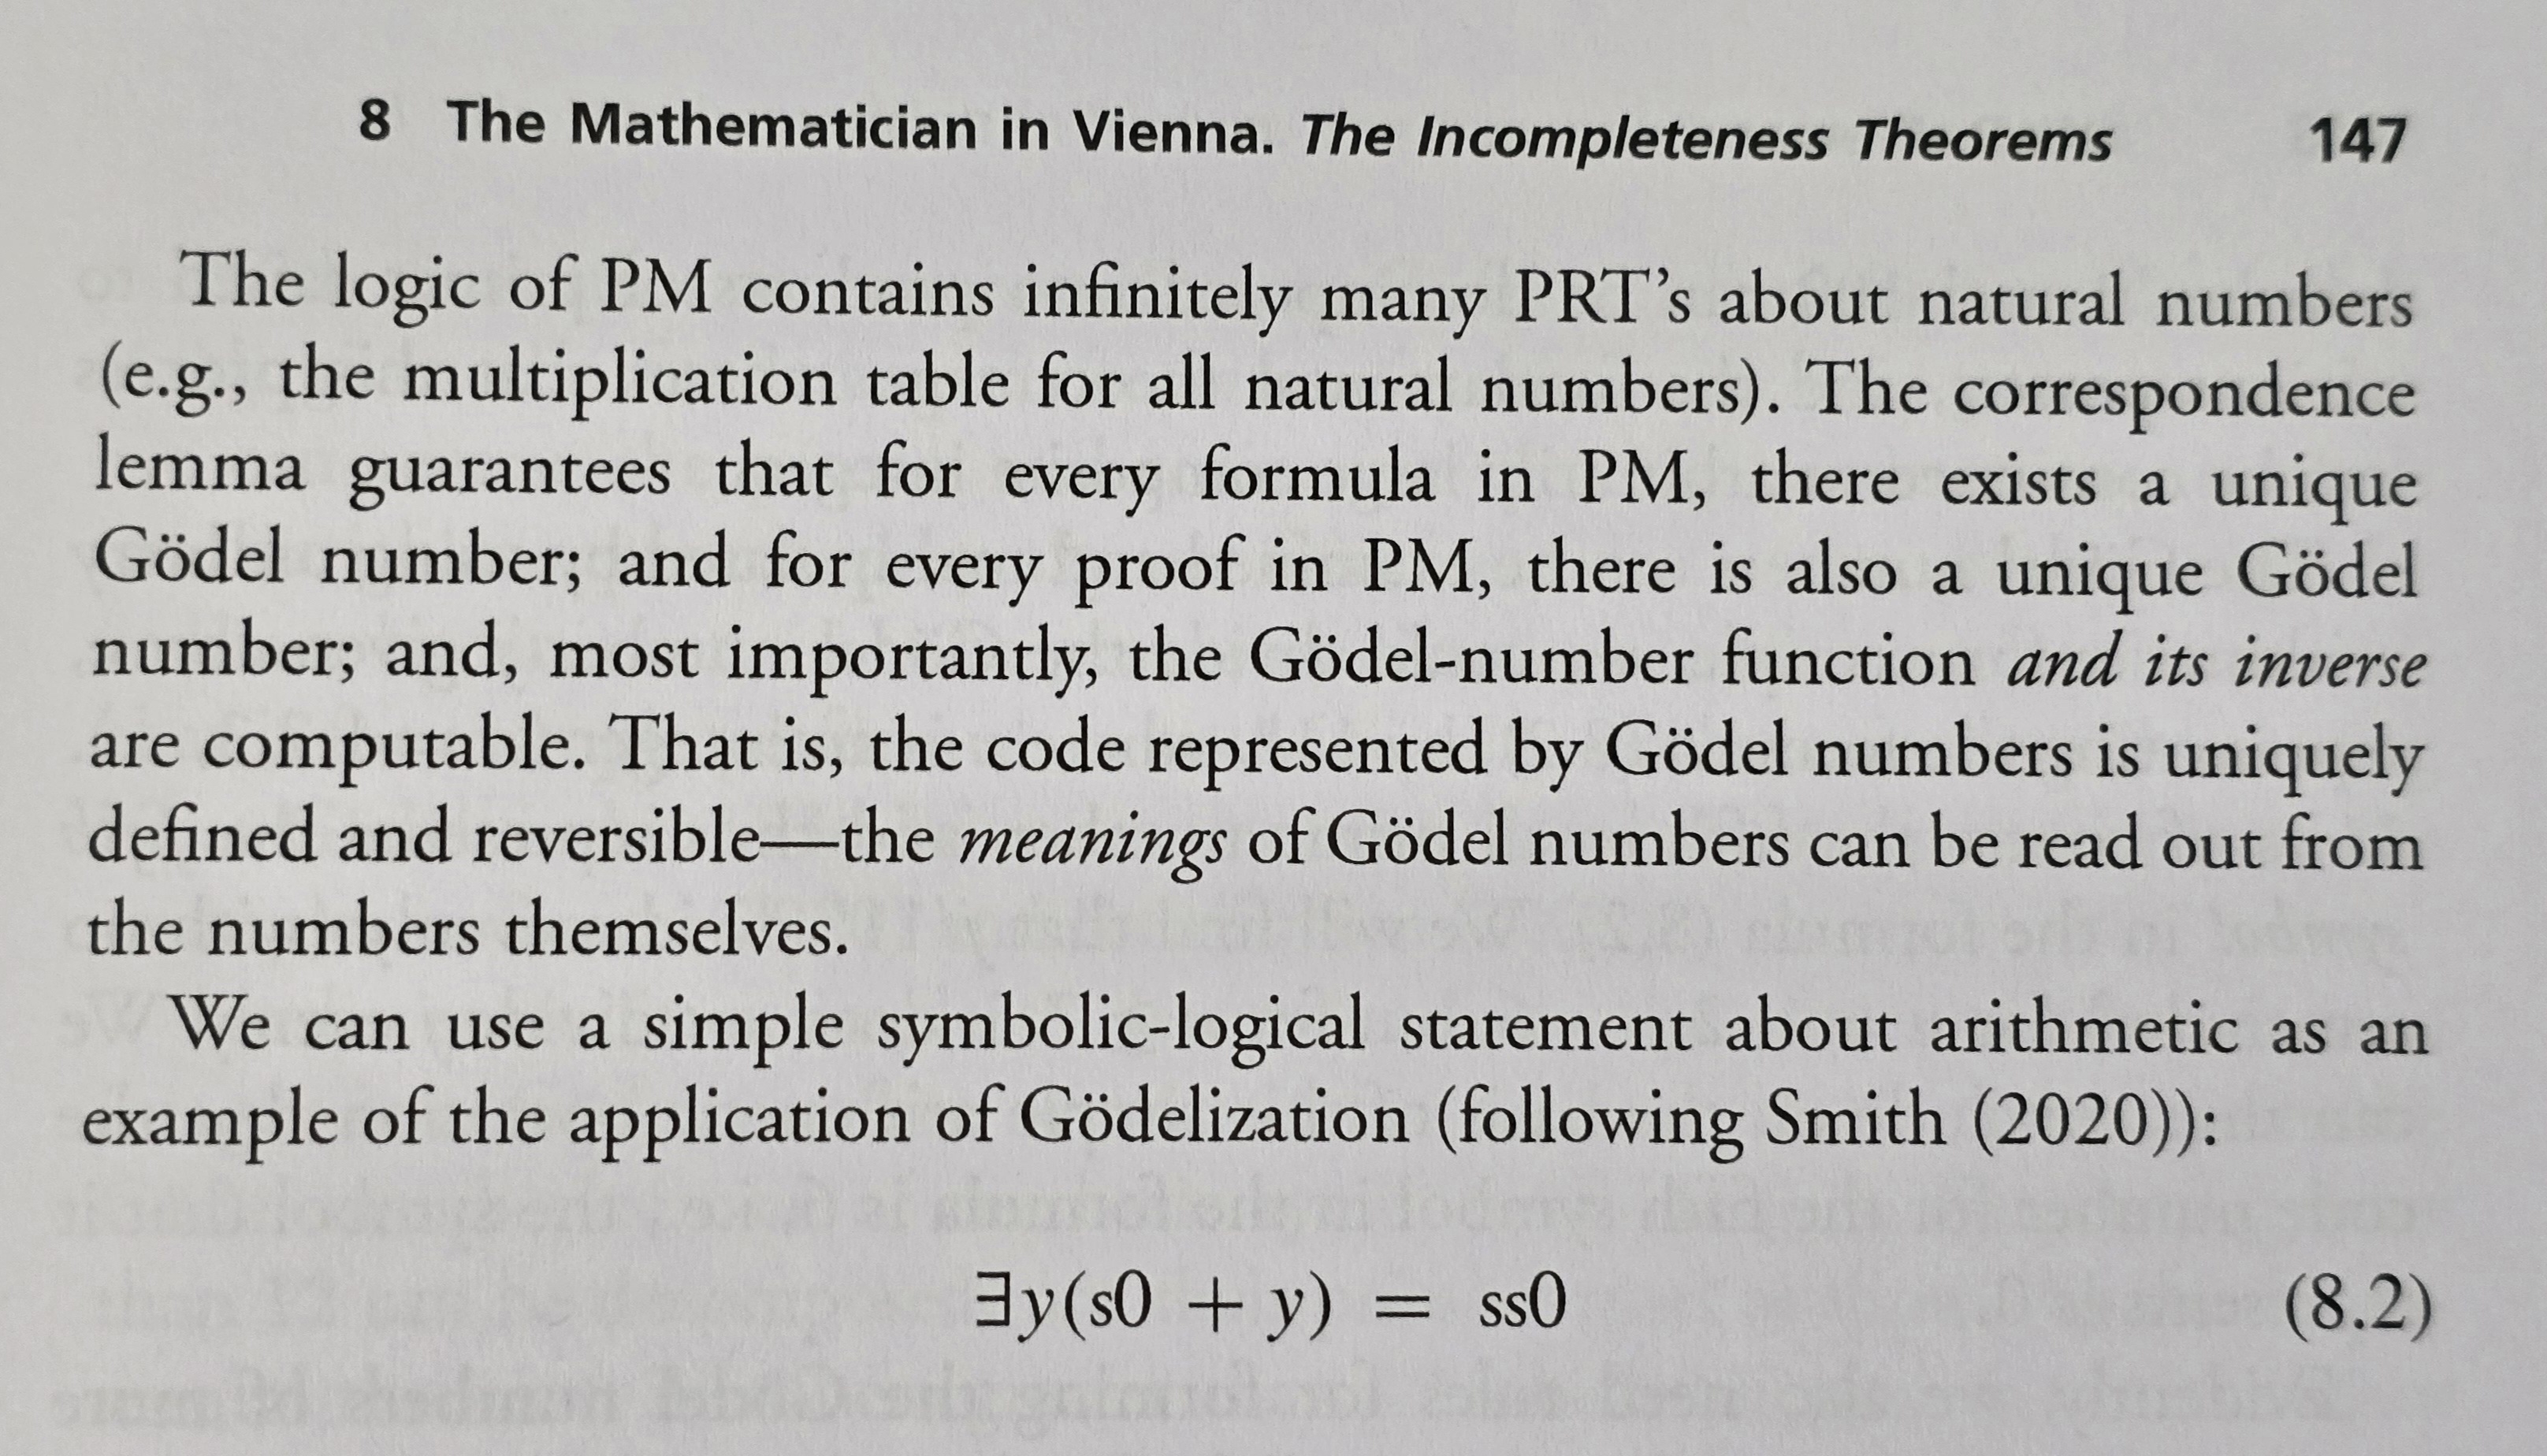 8 The Mathematician in Vienna. The Incompleteness Theorems 147
The logic of PM contains infinitely many PRT’s about natural numbers
(e.g., the multiplication table for all natural numbers). The correspondence
lemma guarantees that for every formula in PM, there exists a unique
Gödel number; and for every proof in PM, there is also a unique Gödel
number; and, most importantly, the Gödel-number function and its inverse
are computable. That is, the code represented by Gödel numbers is uniquely
defined and reversible—the meanings of Gödel numbers can be read out from
the numbers themselves.
We can use a simple symbolic-logical statement about arithmetic as an
example of the application of Gödelization (following Smith (2020)):
∃y(s0 + y) = ss0 (8.2)